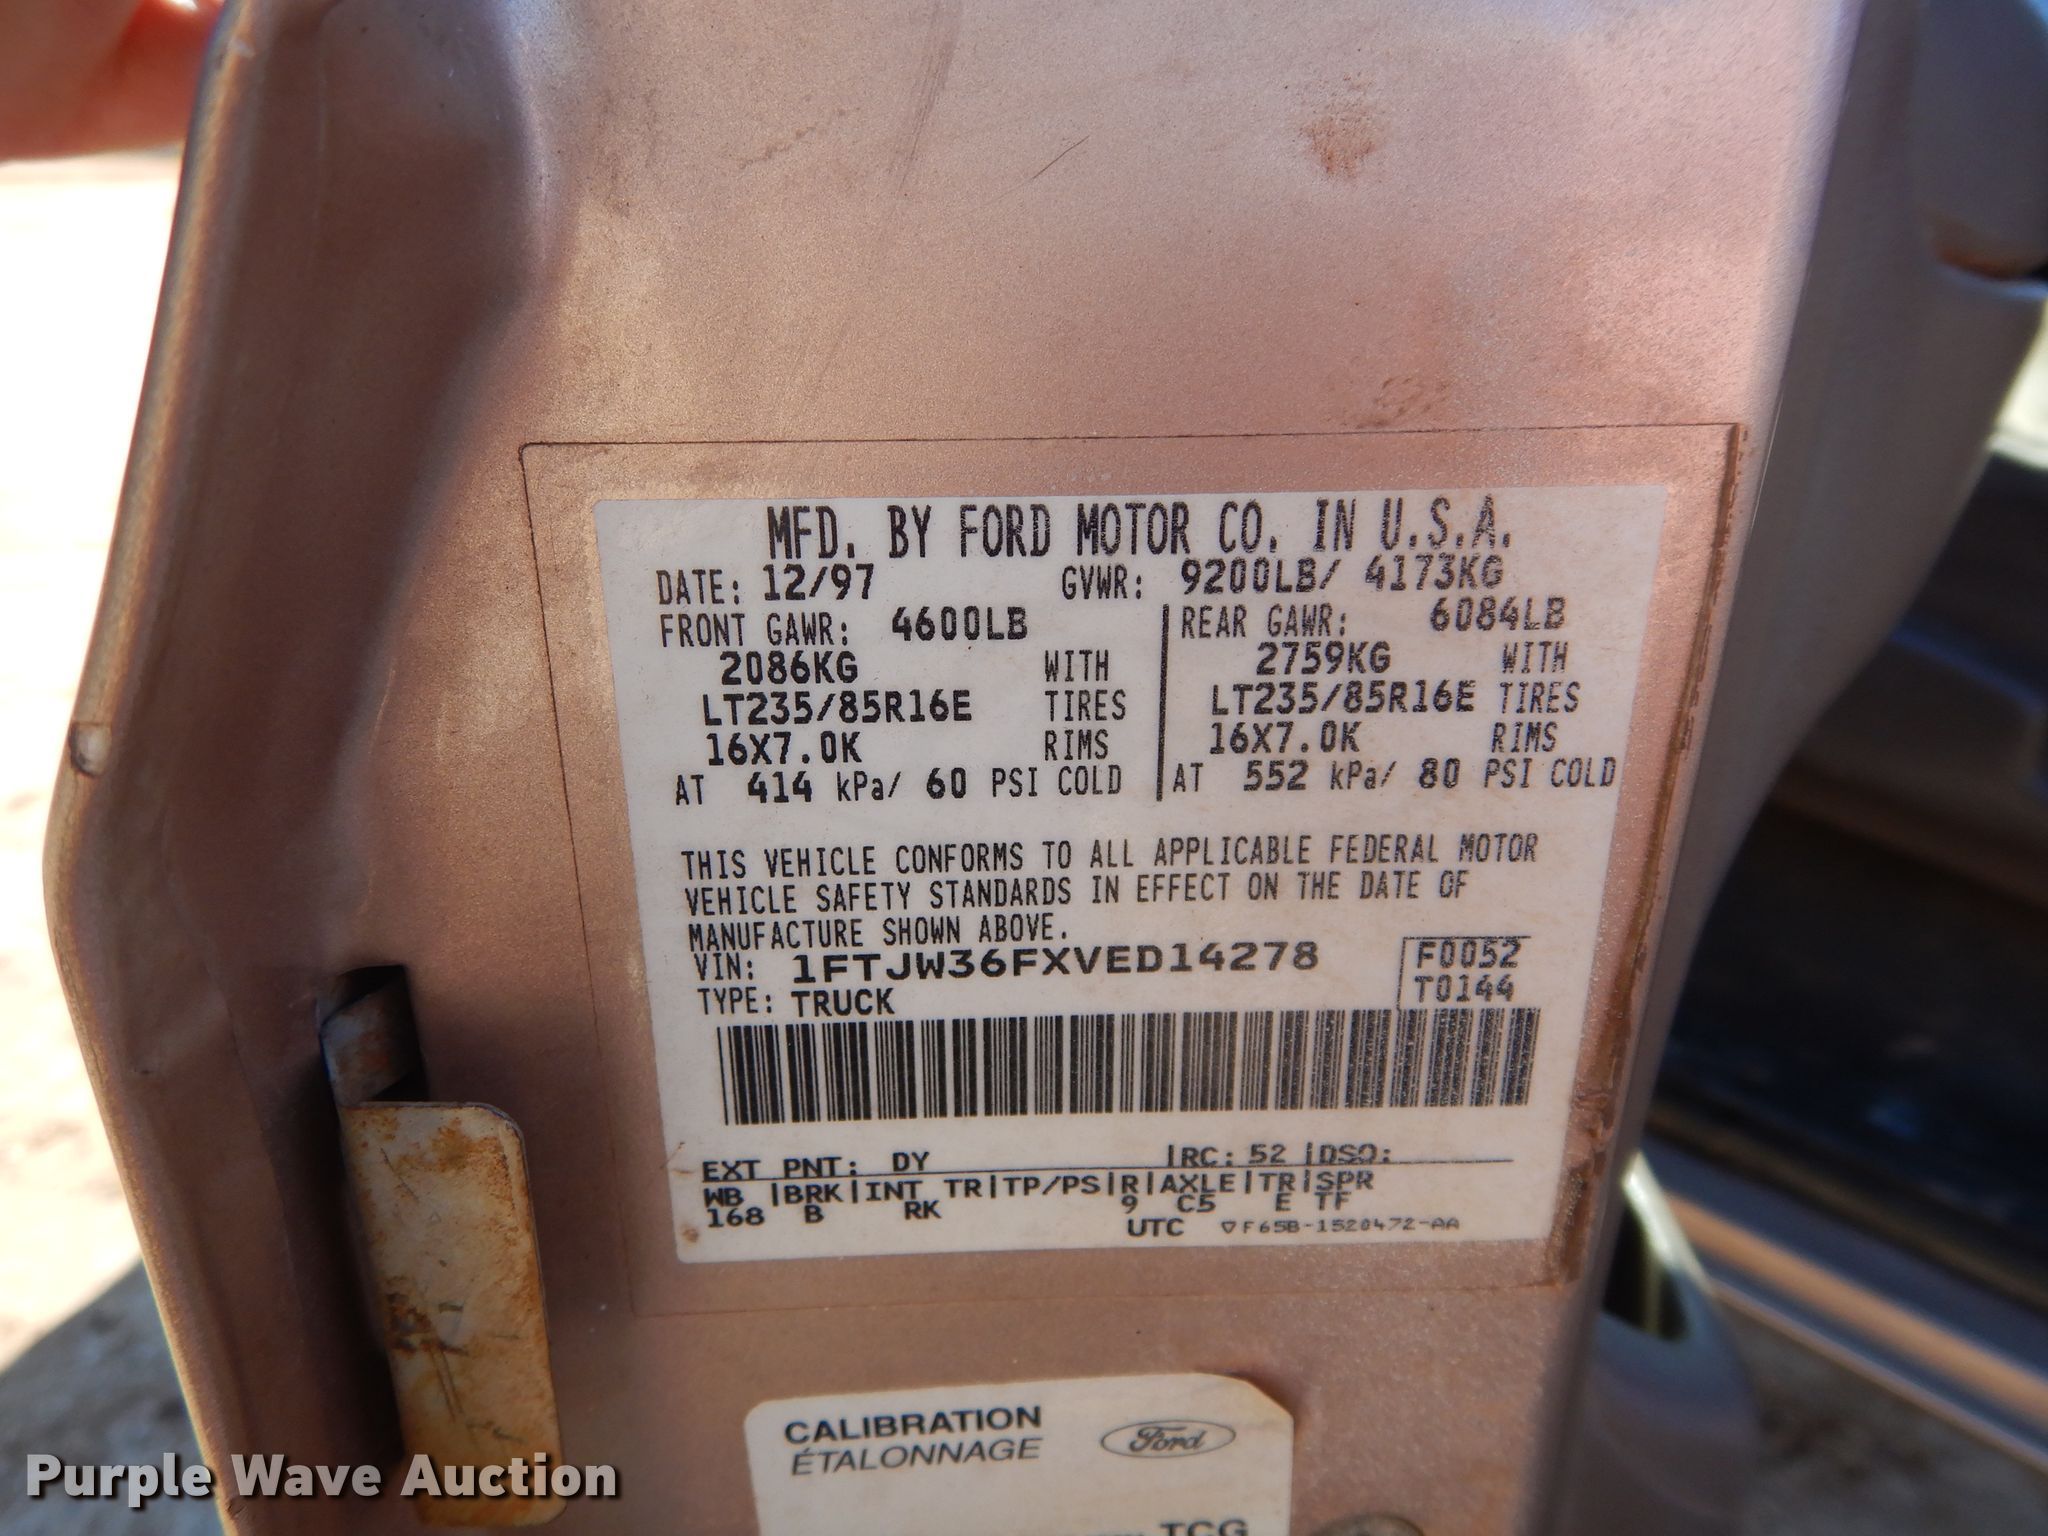 MFD. BY FORD MOTOR CO. IN U.S.A.
DATE: 12/97 GVWR: 9200LB/ 4173KG
FRONT GAWR: 4600LB REAR GAWR: 6084LB
2086KG WITH 2759KG WITH
LT235/85R16E TIRES LT235/85R16E TIRES
16X7.0K RIMS 16X7.0K RIMS
AT 414 kPa/ 60 PSI COLD AT 552 kPa/ 80 PSI COLD
THIS VEHICLE CONFORMS TO ALL APPLICABLE FEDERAL MOTOR
VEHICLE SAFETY STANDARDS IN EFFECT ON THE DATE OF
MANUFACTURE SHOWN ABOVE.
VIN: 1FTJW36FXVED14278 F0052
TYPE: TRUCK T0144
EXT PNT: DY RC: 52 DSO:
WB BRK INT TR TP/PS R AXLE TR SPR
168 B RK 9 C5 E TF
UTC ▽F65B-1520472-AA
CALIBRATION
ÉTALONNAGE
Ford
TCG
Purple Wave Auction